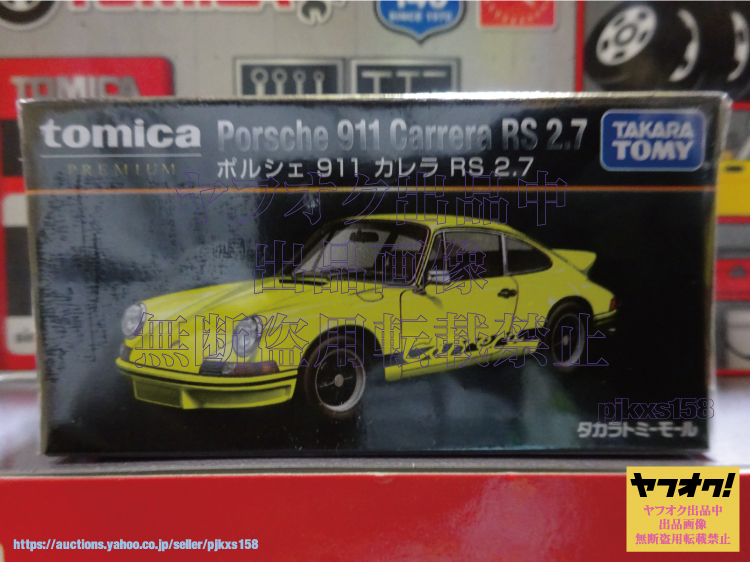 SINCE 1970
TOMICA
tomica
PREMIUM
Porsche 911 Carrera RS 2.7
ポルシェ 911 カレラ RS 2.7
TAKARA
TOMY
ヤフオク出品中
出品画像
無断盗用転載禁止
Carrera
pjkxs158
タカラトミーモール
ヤフオク!
ヤフオク出品中
出品画像
無断盗用転載禁止
https://auctions.yahoo.co.jp/seller/pjkxs158